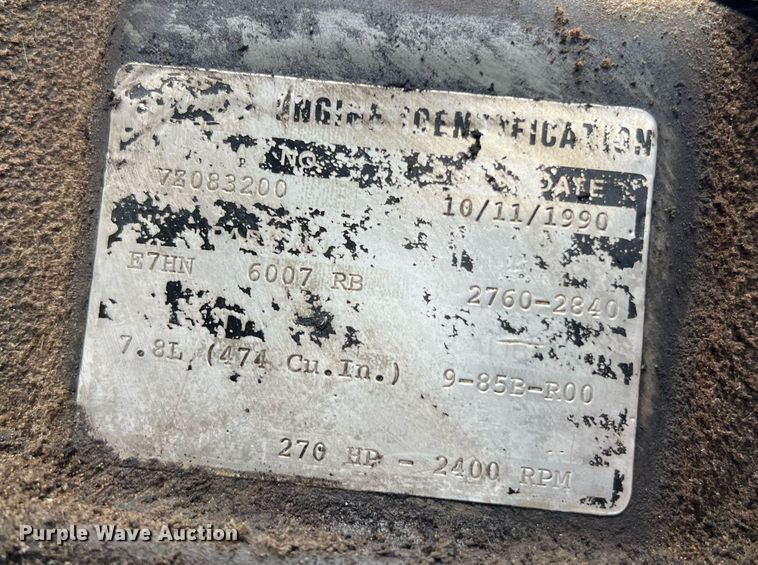 ENGINE IDENTIFICATION
NO. DATE
7Z083200 10/11/1990
E7HN 6007 RB 2760-2840
7.8L (474 Cu.In.) 9-85B-R00
270 HP - 2400 RPM
Purple Wave Auction